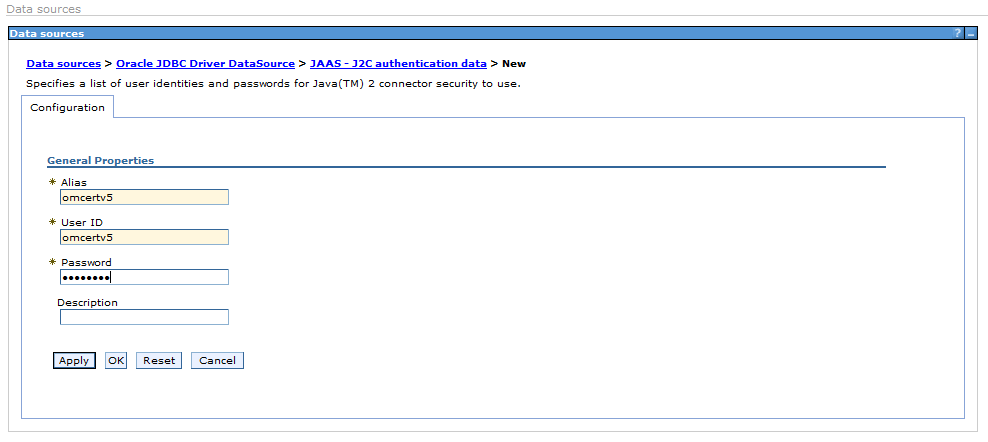 Data sources
Data sources ? _
Data sources > Oracle JDBC Driver DataSource > JAAS - J2C authentication data > New
Specifies a list of user identities and passwords for Java(TM) 2 connector security to use.
Configuration
General Properties
* Alias
omcertv5
* User ID
omcertv5
* Password
••••••••
Description
Apply OK Reset Cancel